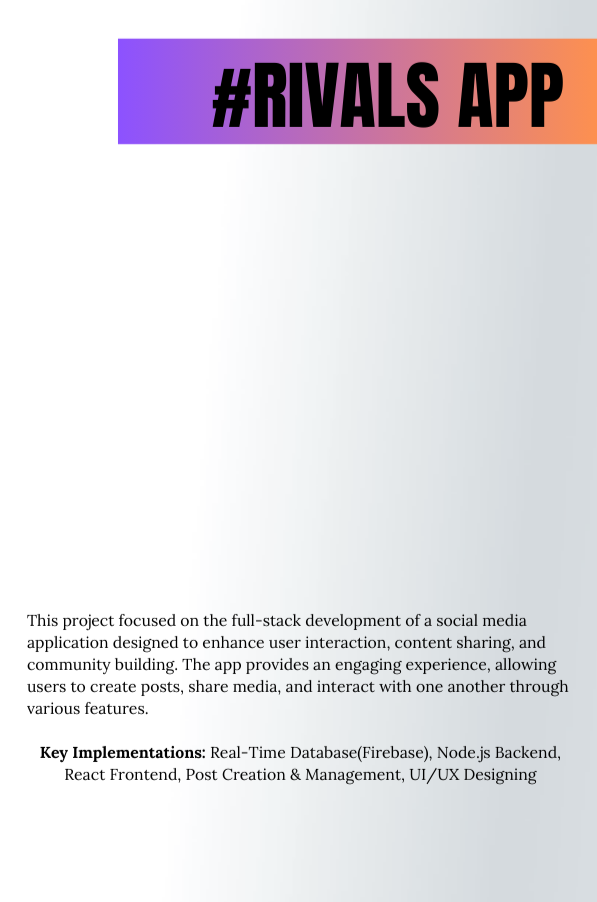 #RIVALS APP
This project focused on the full-stack development of a social media
application designed to enhance user interaction, content sharing, and
community building. The app provides an engaging experience, allowing
users to create posts, share media, and interact with one another through
various features.
Key Implementations: Real-Time Database(Firebase), Node.js Backend,
React Frontend, Post Creation & Management, UI/UX Designing